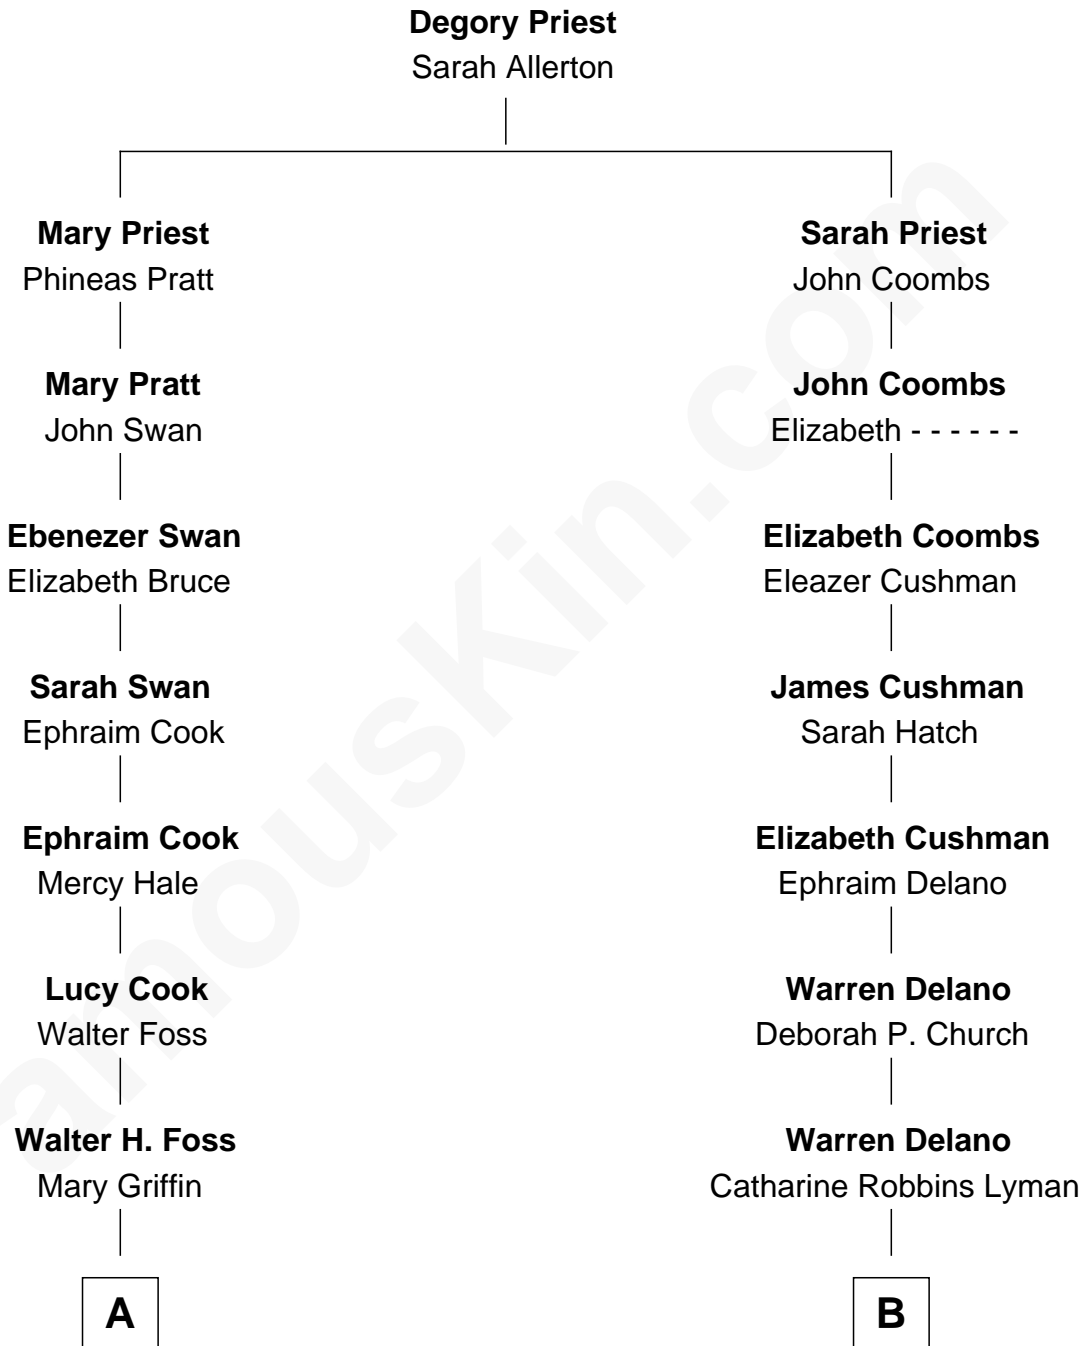 Degory Priest
Sarah Allerton
Mary Priest
Phineas Pratt
Sarah Priest
John Coombs
Mary Pratt
John Swan
John Coombs
Elizabeth - - - - - -
Ebenezer Swan
Elizabeth Bruce
Elizabeth Coombs
Eleazer Cushman
Sarah Swan
Ephraim Cook
James Cushman
Sarah Hatch
Ephraim Cook
Mercy Hale
Elizabeth Cushman
Ephraim Delano
Lucy Cook
Walter Foss
Warren Delano
Deborah P. Church
Walter H. Foss
Mary Griffin
Warren Delano
Catharine Robbins Lyman
A
B
amouskin.com